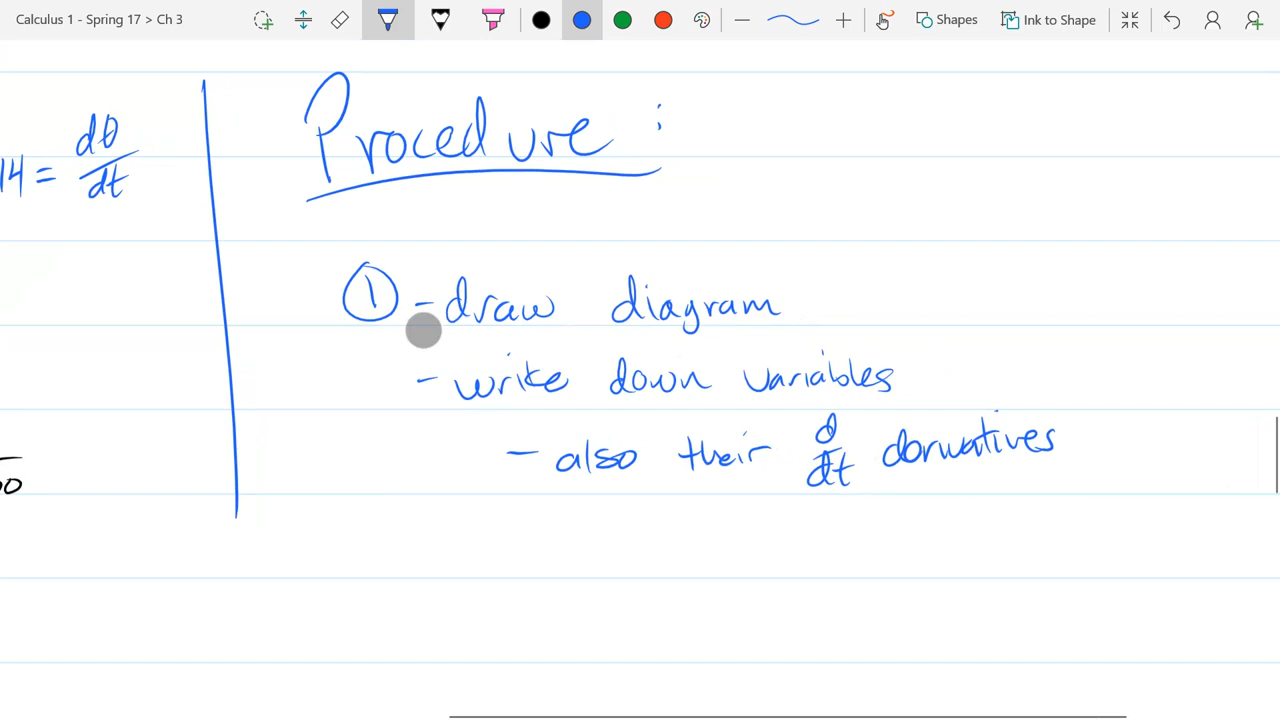 Calculus 1 - Spring 17 > Ch 3
Shapes
Ink to Shape
14 = dθ/dt
Procedure :
① - draw diagram
- write down variables
- also their d/dt dervatives